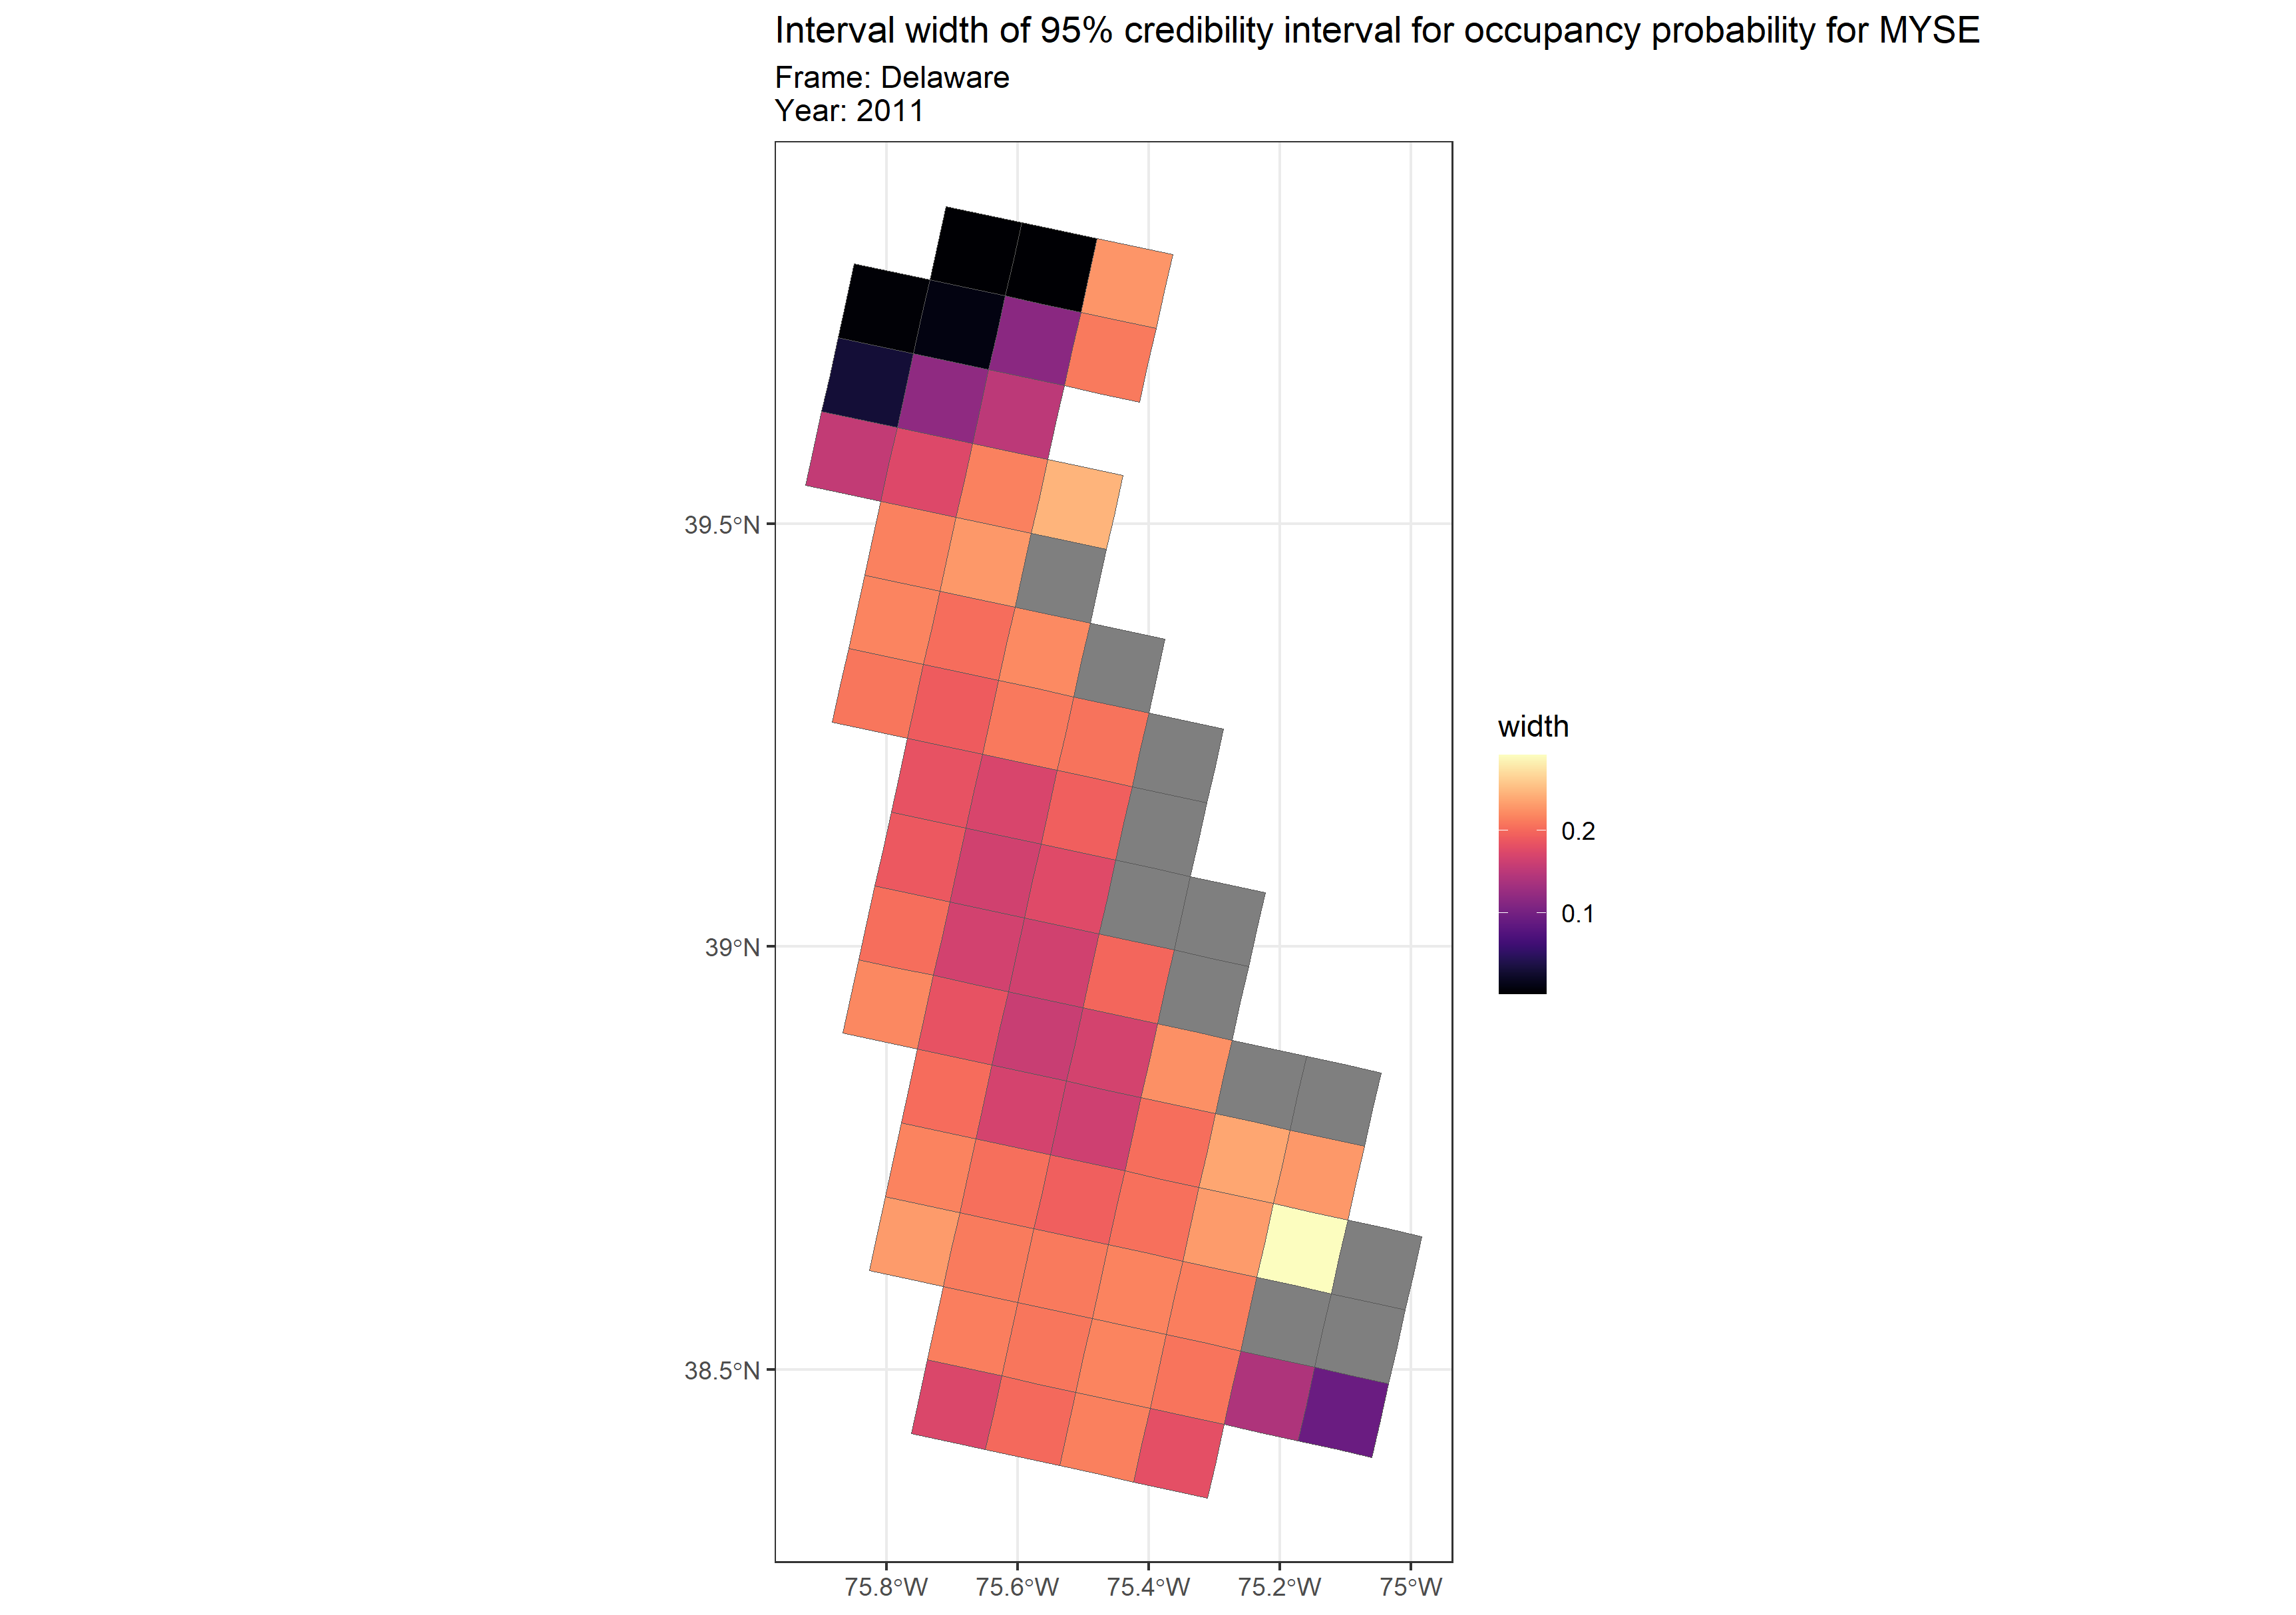 Interval width of 95% credibility interval for occupancy probability for MYSE
Frame: Delaware
Year: 2011
39.5°N
39°N
38.5°N
75.8°W
75.6°W
75.4°W
75.2°W
75°W
width
0.2
0.1